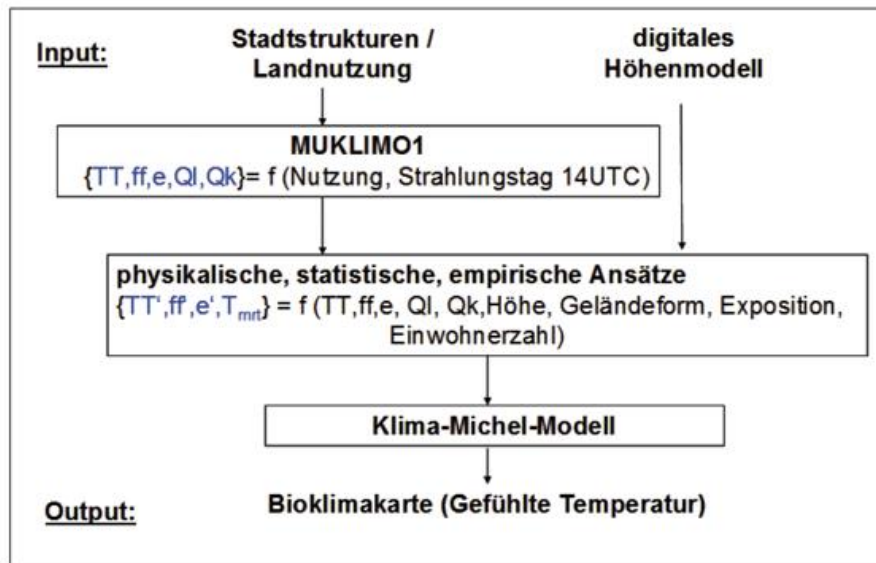 Input:
Stadtstrukturen /
Landnutzung
digitales
Höhenmodell
MUKLIMO1
{TT,ff,e,Ql,Qk}= f (Nutzung, Strahlungstag 14UTC)
physikalische, statistische, empirische Ansätze
{TT‘,ff‘,e‘,Tmrt} = f (TT,ff,e, Ql, Qk,Höhe, Geländeform, Exposition,
Einwohnerzahl)
Klima-Michel-Modell
Output:
Bioklimakarte (Gefühlte Temperatur)